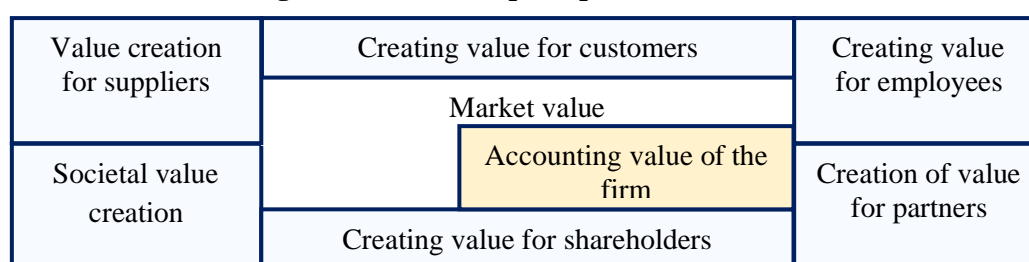 Value creation
for suppliers
Creating value for customers
Creating value
for employees
Market value
Accounting value of the
firm
Societal value
creation
Creation of value
for partners
Creating value for shareholders